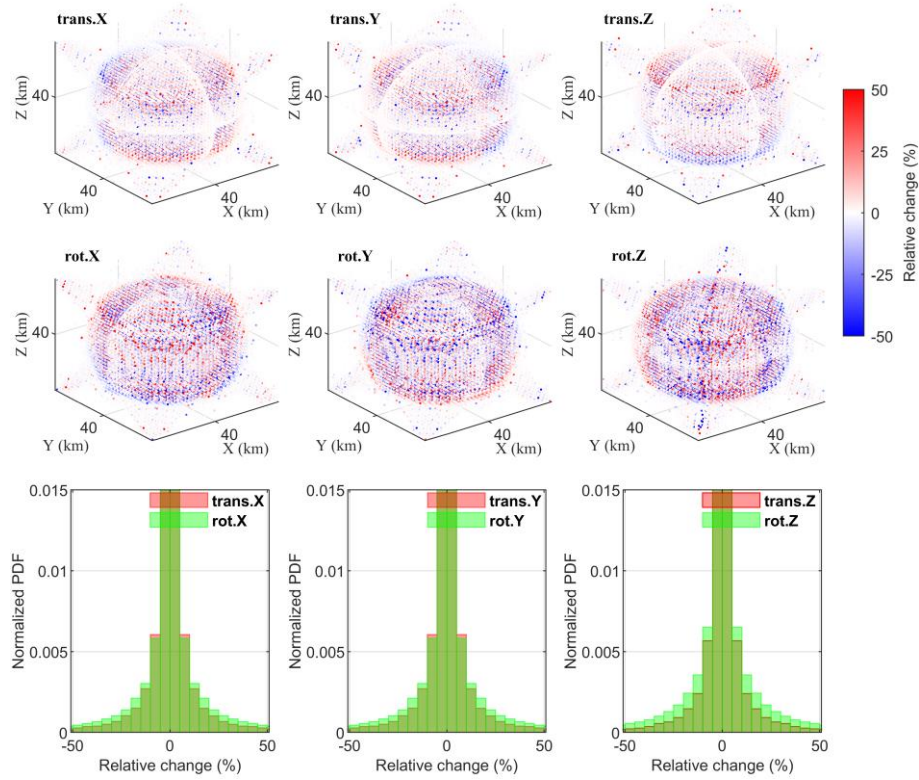 trans.X
trans.Y
trans.Z
Z (km)
40
Y (km)
40
40
X (km)
Z (km)
40
Y (km)
40
40
X (km)
Z (km)
40
Y (km)
40
40
X (km)
50
25
0
-25
-50
Relative change (%)
rot.X
rot.Y
rot.Z
Z (km)
40
Y (km)
40
40
X (km)
Z (km)
40
Y (km)
40
40
X (km)
Z (km)
40
Y (km)
40
40
X (km)
0.015
0.01
0.005
0
Normalized PDF
trans.X
rot.X
-50 0 50
Relative change (%)
0.015
0.01
0.005
0
Normalized PDF
trans.Y
rot.Y
-50 0 50
Relative change (%)
0.015
0.01
0.005
0
Normalized PDF
trans.Z
rot.Z
-50 0 50
Relative change (%)